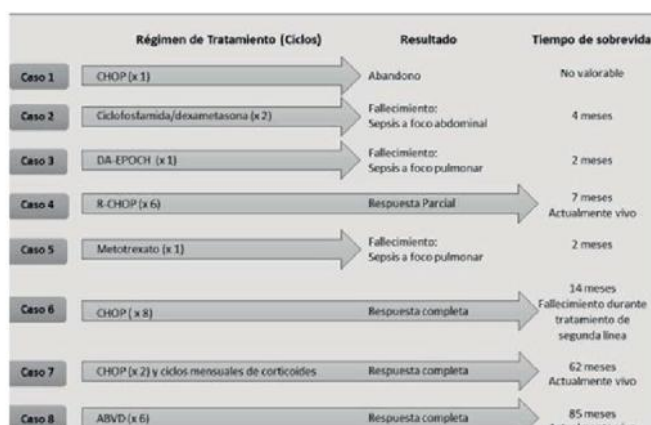 Régimen de Tratamiento (Ciclos) Resultado Tiempo de sobrevida
Caso 1 CHOP (x 1) Abandono No valorable
Caso 2 Ciclofosfamida/dexametasona (x 2) Fallecimiento:
Sepsis a foco abdominal 4 meses
Caso 3 DA-EPOCH (x 1) Fallecimiento:
Sepsis a foco pulmonar 2 meses
Caso 4 R-CHOP (x 6) Respuesta Parcial 7 meses
Actualmente vivo
Caso 5 Metotrexato (x 1) Fallecimiento:
Sepsis a foco pulmonar 2 meses
Caso 6 CHOP ( x 8) Respuesta completa 14 meses
Fallecimiento durante
tratamiento de
segunda línea
Caso 7 CHOP (x 2) y ciclos mensuales de corticoides Respuesta completa 62 meses
Actualmente vivo
Caso 8 ABVD (x 6) Respuesta completa 85 meses